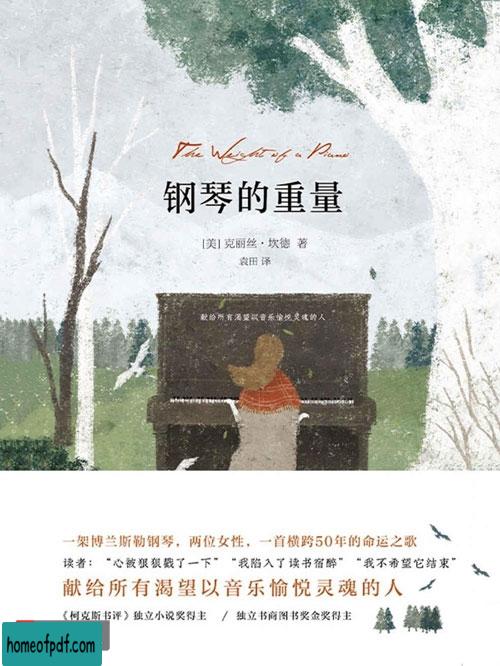 The Weight of a Piano
钢琴的重量
[美] 克丽丝·坎德 著
袁田 译
献给所有渴望以音乐愉悦灵魂的人
一架博兰斯勒钢琴，两位女性，一首横跨50年的命运之歌
读者：“心被狠狠戳了一下” “我陷入了读书宿醉” “我不希望它结束”
献给所有渴望以音乐愉悦灵魂的人
《柯克斯书评》独立小说奖得主 / 独立书商图书奖金奖得主
homeofpdf.com